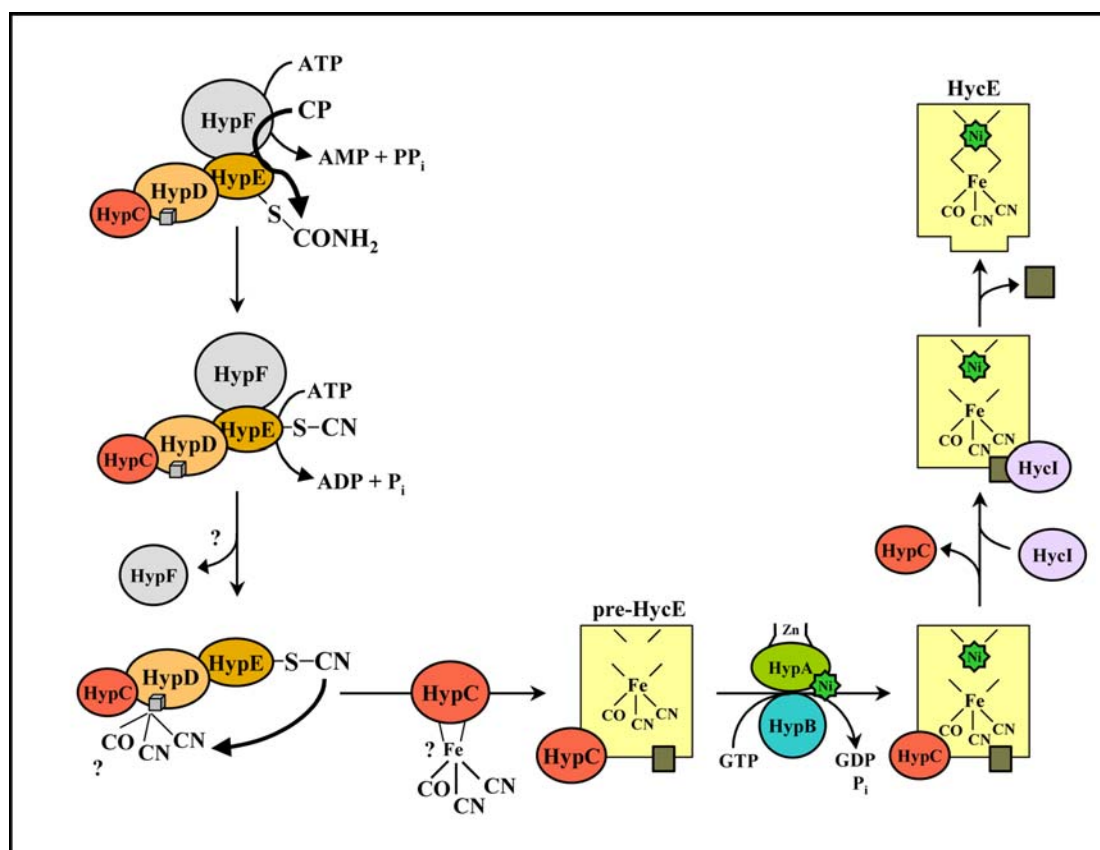 ATP
CP
HypF
AMP + PPi
HypE
HypD
HypC
S
CONH2
HypF
ATP
HypE
S–CN
HypD
HypC
ADP + Pi
?
HypF
HypE
S–CN
HypD
HypC
CO
CN
CN
?
HypC
? Fe
CO
CN
CN
pre-HycE
Fe
CO
CN
CN
HypC
Zn
HypA
Ni
HypB
GTP
GDP
Pi
Ni
Fe
CO
CN
CN
HypC
HypC
HycI
Ni
Fe
CO
CN
CN
HycI
HycE
Ni
Fe
CO
CN
CN